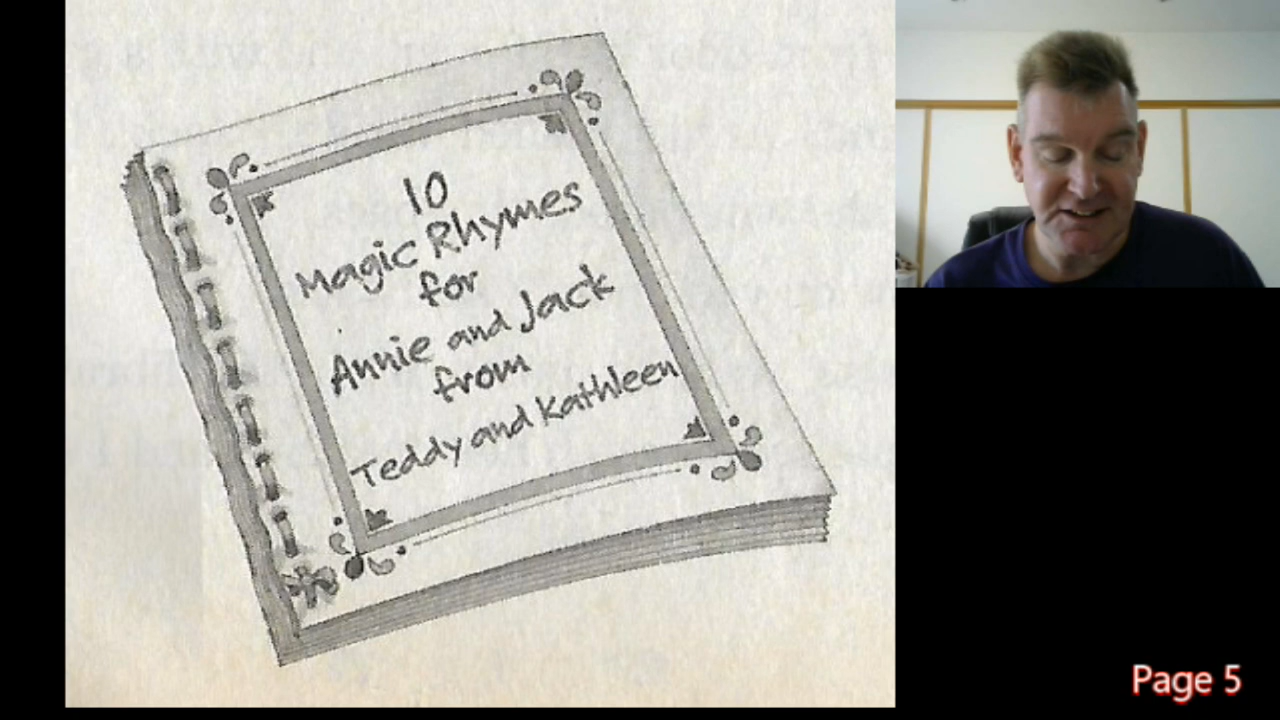 10
Magic Rhymes
for
Annie and Jack
from
Teddy and Kathleen
Page 5